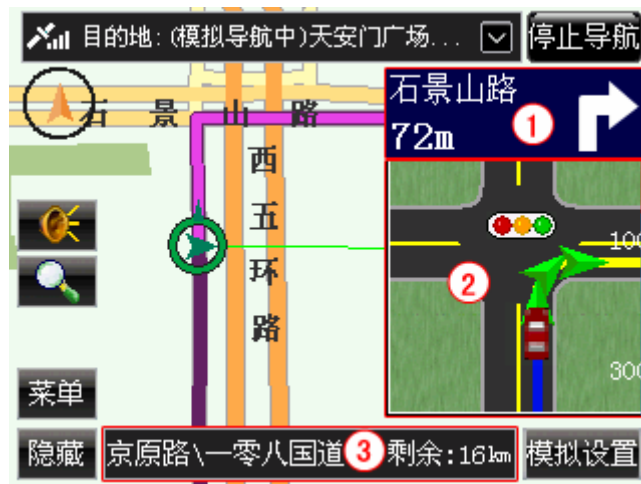 目的地: (模拟导航中)天安门广场...
停止导航
石景山路
72m
1
石景山路
西五环路
2
100
300
菜单
隐藏
京原路\一零八国道
3
剩余:16km
模拟设置